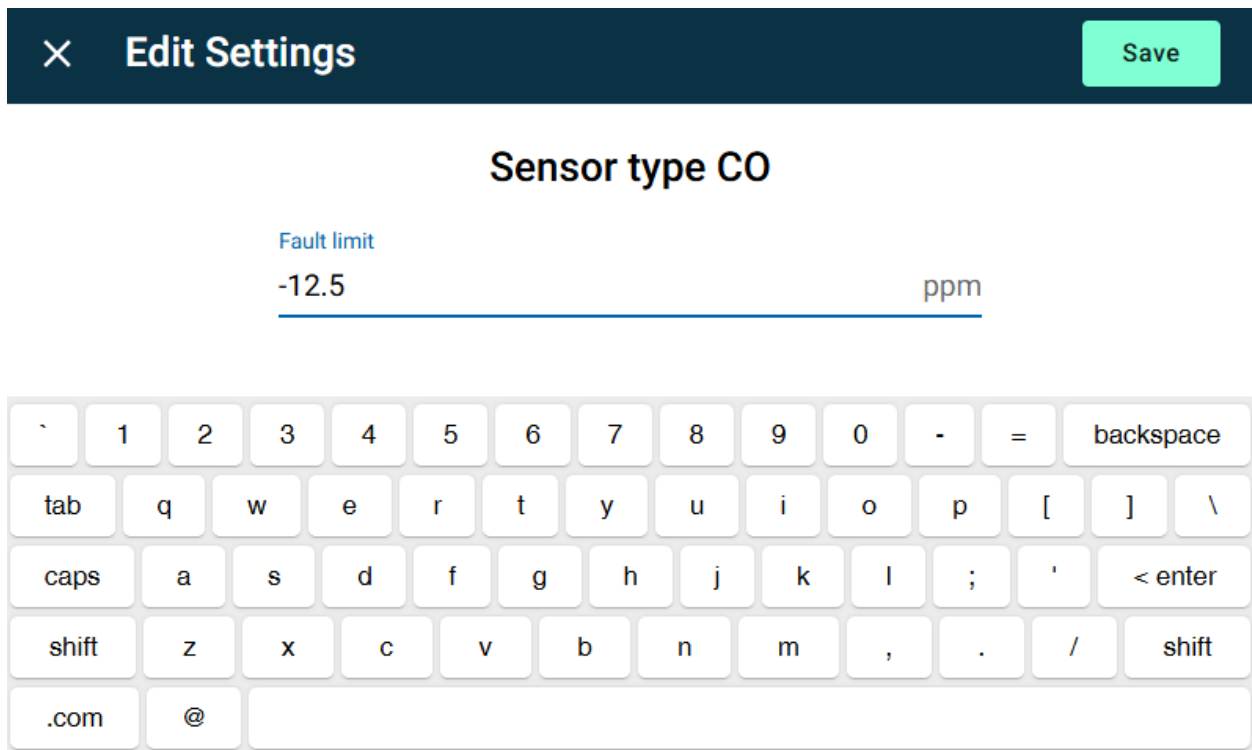 Edit Settings Save
Sensor type CO
Fault limit
-12.5 ppm
` 1 2 3 4 5 6 7 8 9 0 - = backspace
tab q w e r t y u i o p [ ] \
caps a s d f g h j k l ; ' < enter
shift z x c v b n m , . / shift
.com @